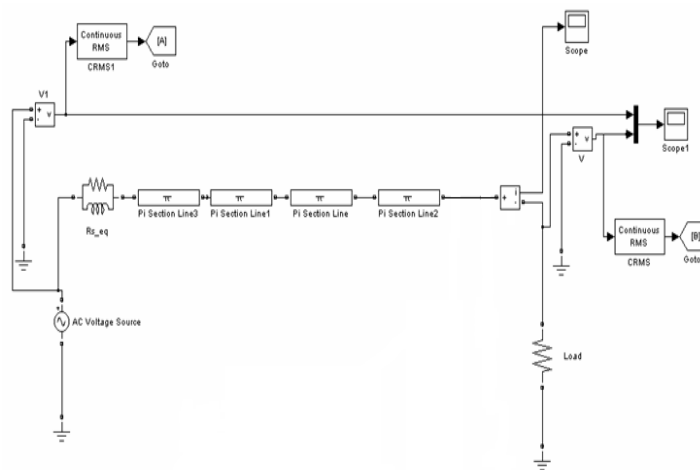 Continuous
RMS
CRMS1
[A]
Goto
Scope
V1
+
-
v
+
-
v
V
Scope1
Rs_eq
Pi Section Line3
Pi Section Line1
Pi Section Line
Pi Section Line2
+
i
-
Continuous
RMS
CRMS
[B]
Goto
AC Voltage Source
Load